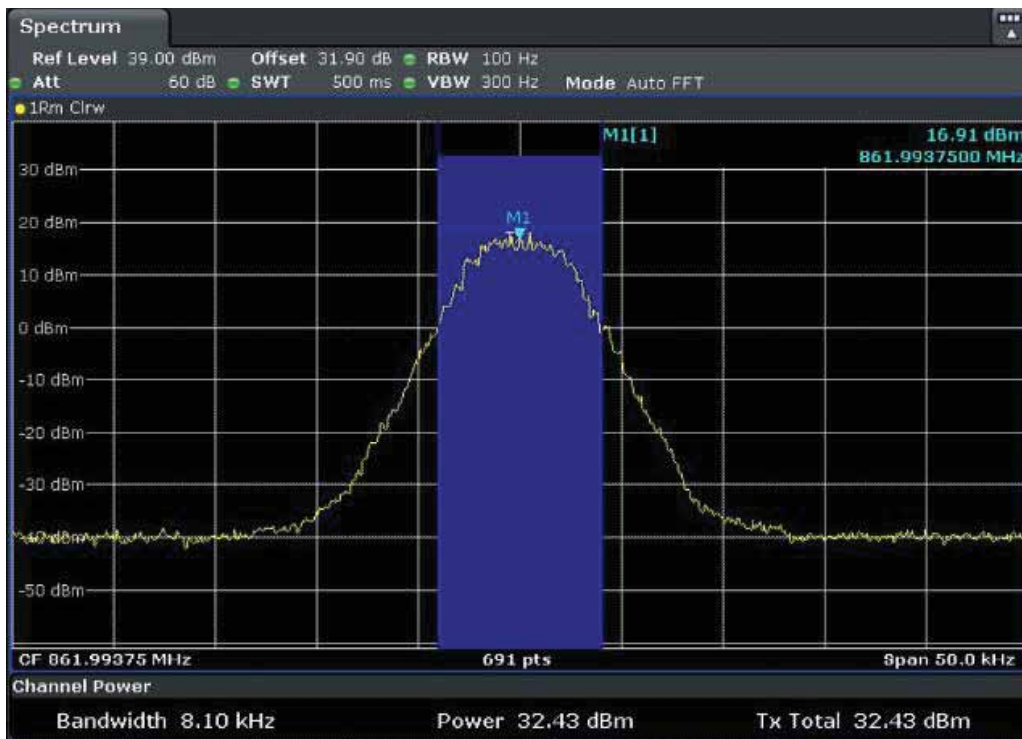 Spectrum
Ref Level 39.00 dBm Offset 31.90 dB RBW 100 Hz
Att 60 dB SWT 500 ms VBW 300 Hz Mode Auto FFT
1Rm Clrw
M1[1] 16.91 dBm
861.9937500 MHz
30 dBm
M1
20 dBm
10 dBm
0 dBm
-10 dBm
-20 dBm
-30 dBm
-40 dBm
-50 dBm
CF 861.99375 MHz 691 pts Span 50.0 kHz
Channel Power
Bandwidth 8.10 kHz Power 32.43 dBm Tx Total 32.43 dBm